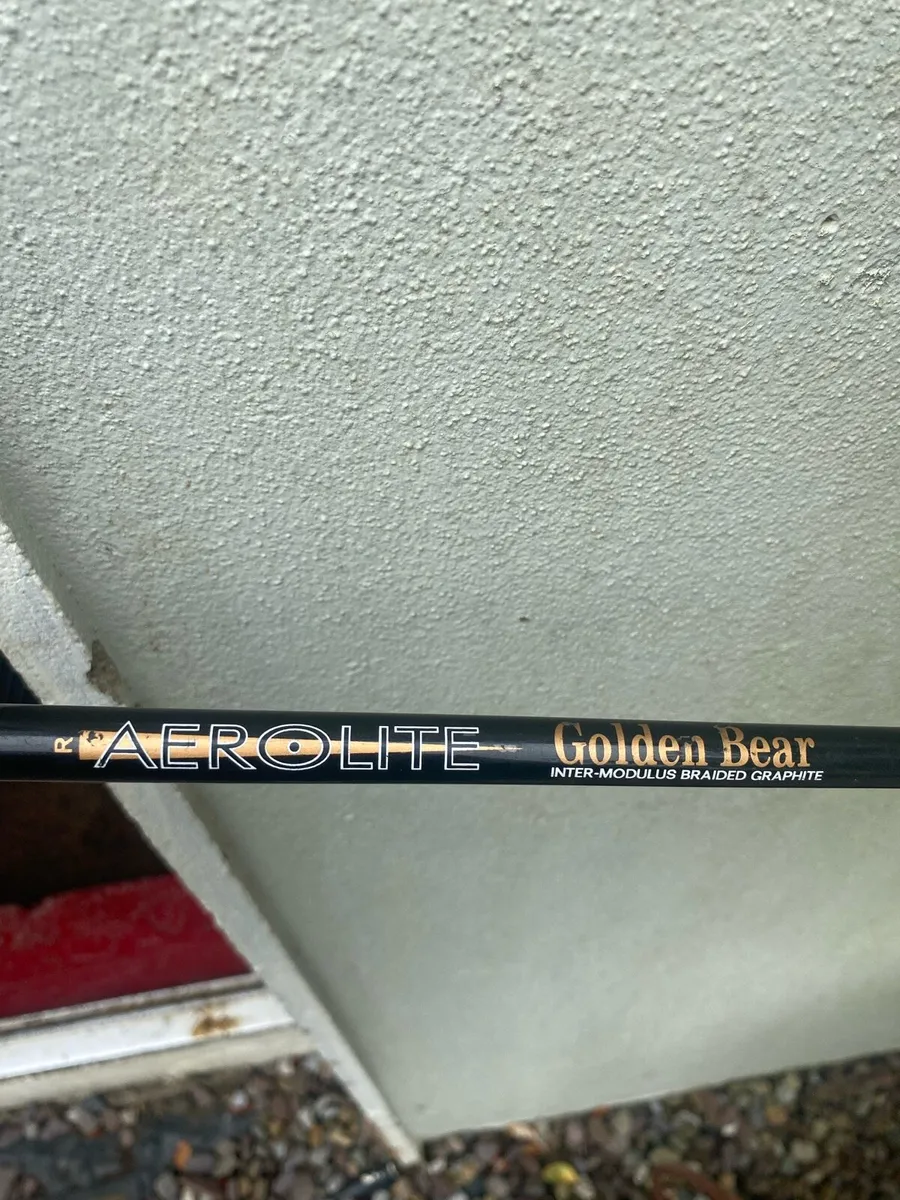 R AEROLITE Golden Bear
INTER-MODULUS BRAIDED GRAPHITE